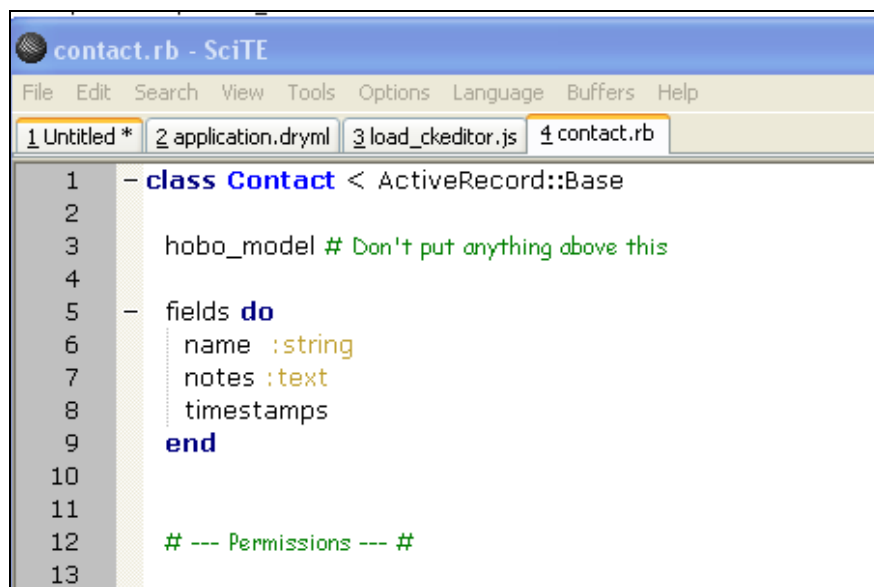 contact.rb - SciTE
File Edit Search View Tools Options Language Buffers Help
1 Untitled * 2 application.dryml 3 load_ckeditor.js 4 contact.rb
1 class Contact < ActiveRecord::Base
2
3 hobo_model # Don't put anything above this
4
5 fields do
6 name :string
7 notes :text
8 timestamps
9 end
10
11
12 # --- Permissions --- #
13